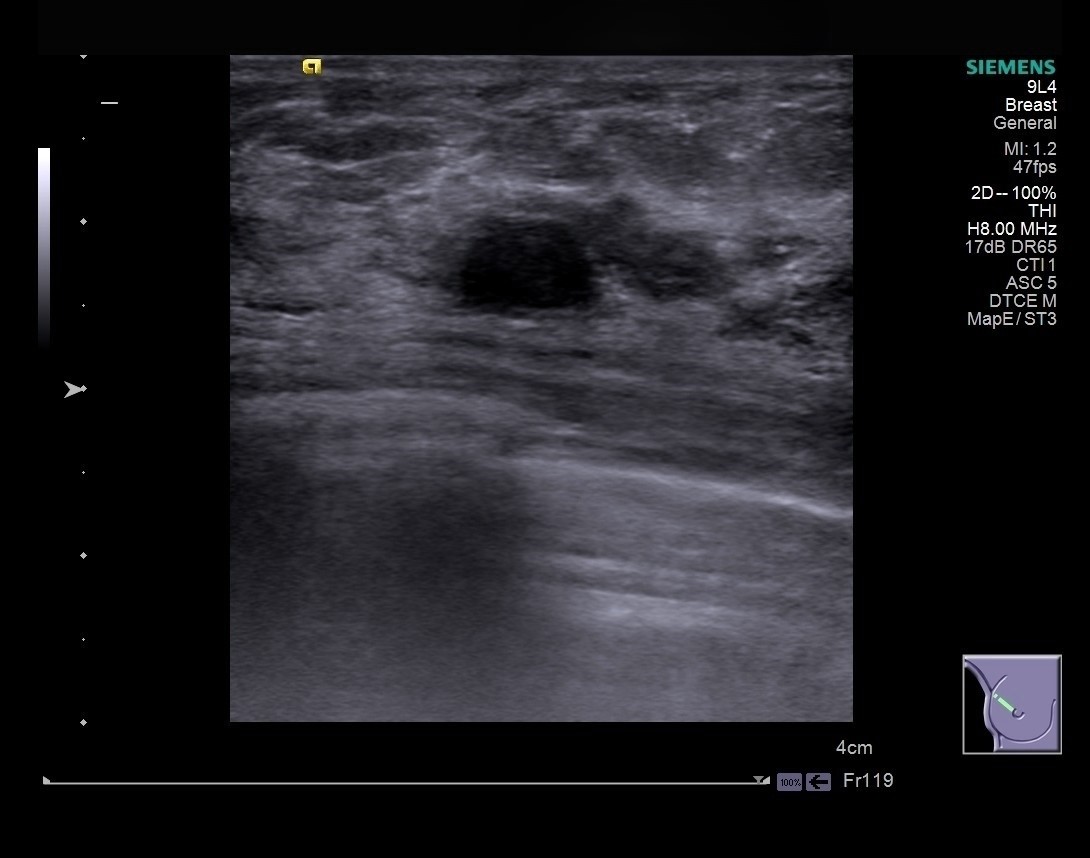 SIEMENS
9L4
Breast
General
MI: 1.2
47fps
2D--100%
THI
H8.00 MHz
17dB DR65
CTI 1
ASC 5
DTCE M
MapE / ST3
4cm
100%
Fr119